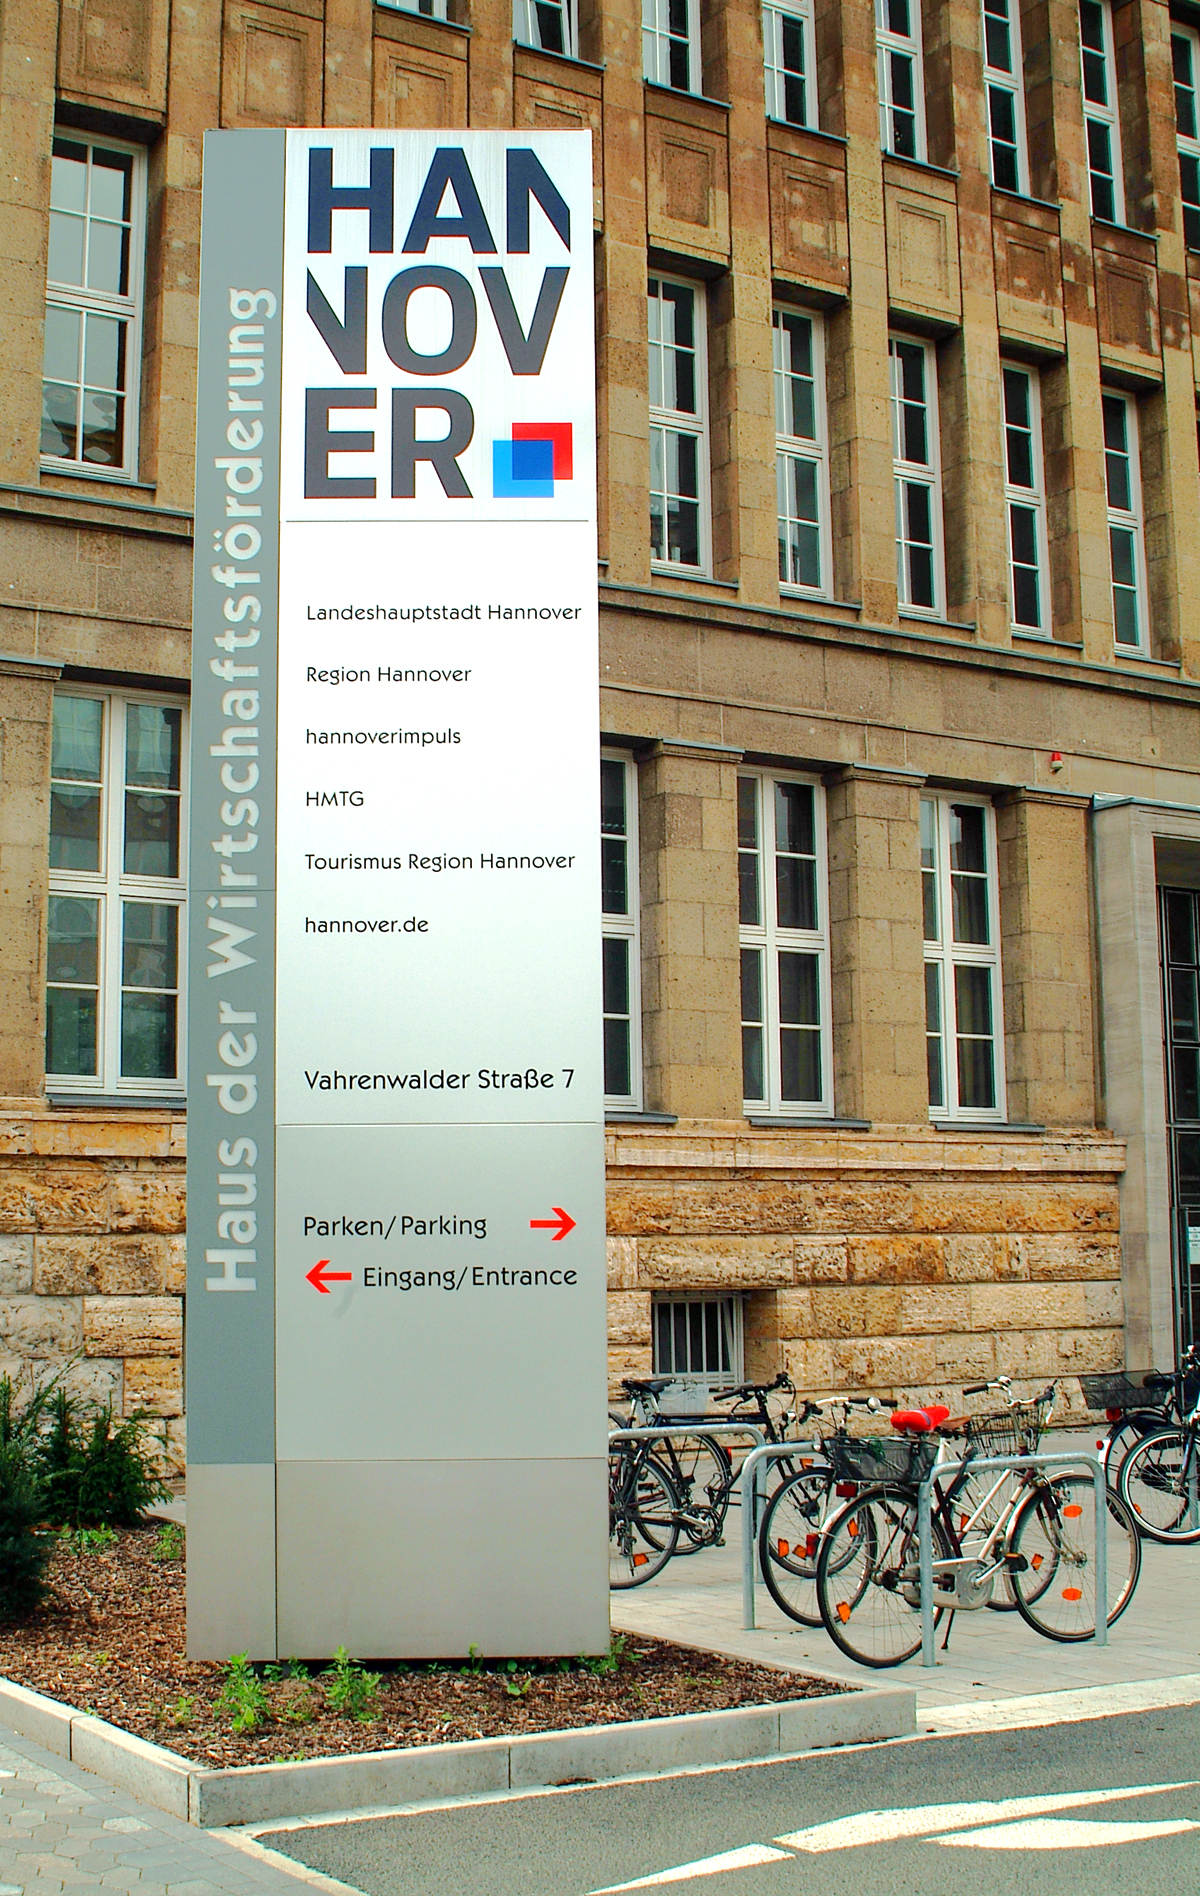 Haus der Wirtschaftsförderung
HAN
NOV
ER
Landeshauptstadt Hannover
Region Hannover
hannoverimpuls
HMTG
Tourismus Region Hannover
hannover.de
Vahrenwalder Straße 7
Parken/Parking →
← Eingang/Entrance